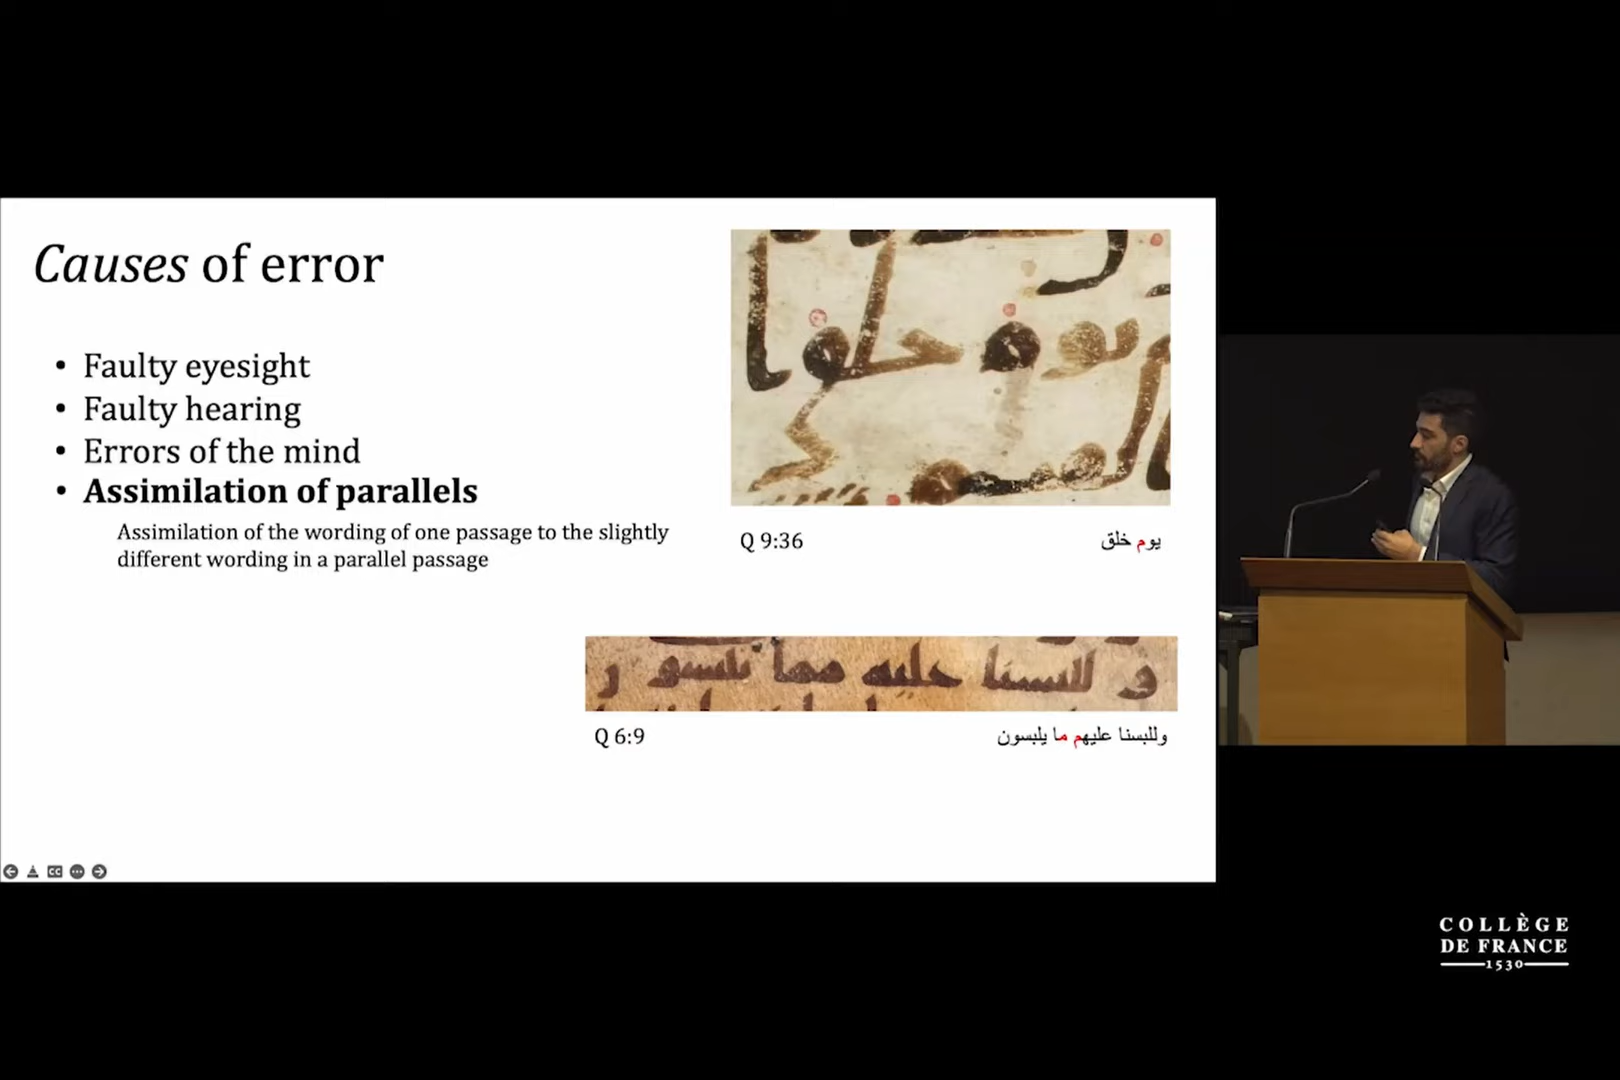 Causes of error
• Faulty eyesight
• Faulty hearing
• Errors of the mind
• Assimilation of parallels
Assimilation of the wording of one passage to the slightly
different wording in a parallel passage
Q 9:36
يوم خلق
Q 6:9
وللبسنا عليهم ما يلبسون
CC
COLLÈGE
DE FRANCE
1530